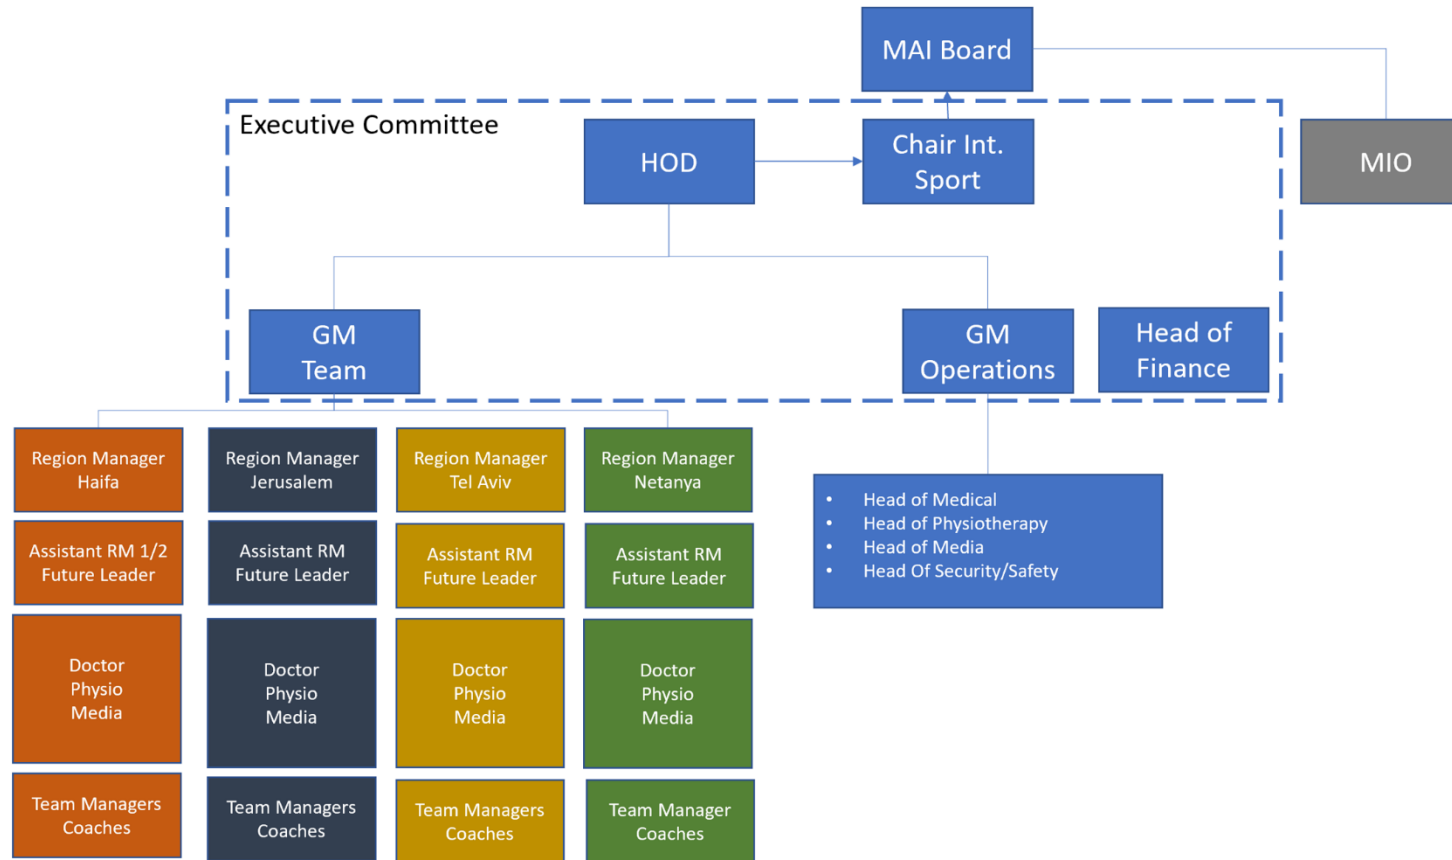 MAI Board
Executive Committee
HOD
Chair Int.
Sport
MIO
GM
Team
GM
Operations
Head of
Finance
Region Manager
Haifa
Region Manager
Jerusalem
Region Manager
Tel Aviv
Region Manager
Netanya
Assistant RM 1/2
Future Leader
Assistant RM
Future Leader
Assistant RM
Future Leader
Assistant RM
Future Leader
• Head of Medical
• Head of Physiotherapy
• Head of Media
• Head Of Security/Safety
Doctor
Physio
Media
Doctor
Physio
Media
Doctor
Physio
Media
Doctor
Physio
Media
Team Managers
Coaches
Team Managers
Coaches
Team Managers
Coaches
Team Manager
Coaches